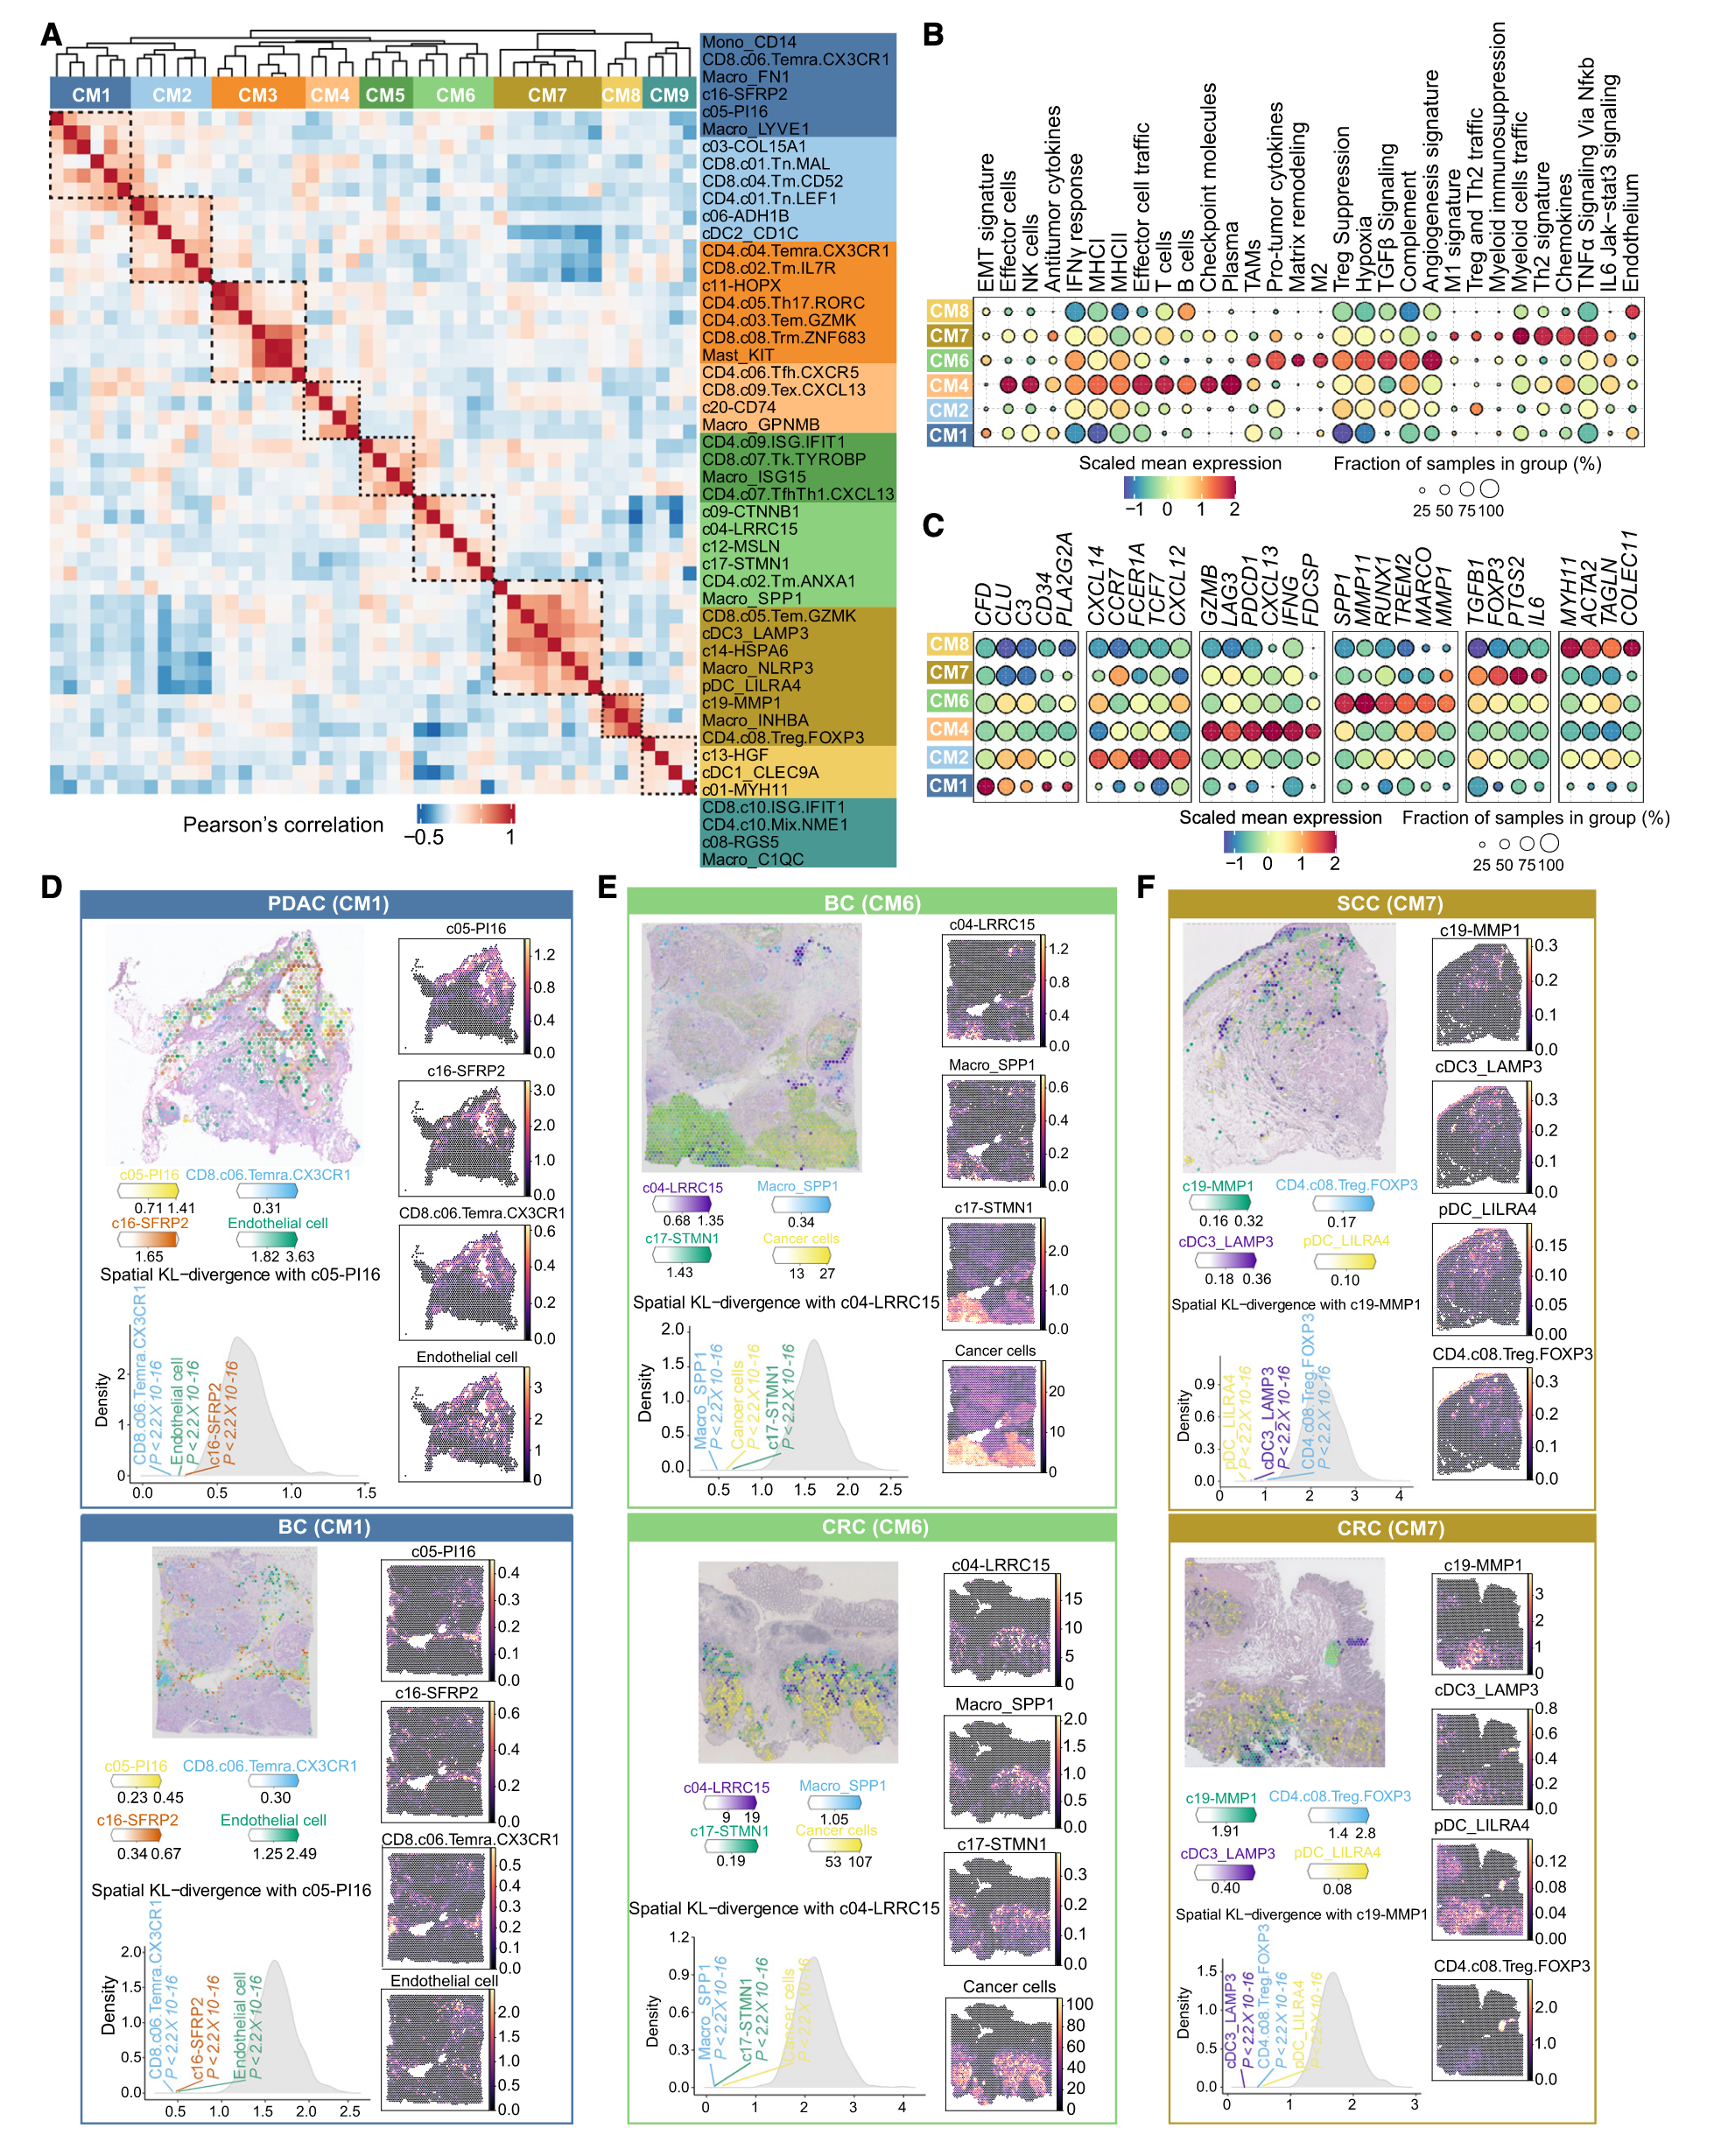 A
CM1 CM2 CM3 CM4 CM5 CM6 CM7 CM8 CM9
Mono_CD14
CD8.c06.Temra.CX3CR1
Macro_FN1
c16-SFRP2
c05-PI16
Macro_LYVE1
c03-COL15A1
CD8.c01.Tn.MAL
CD8.c04.Tm.CD52
CD4.c01.Tn.LEF1
c06-ADH1B
cDC2_CD1C
CD4.c04.Temra.CX3CR1
CD8.c02.Tm.IL7R
c11-HOPX
CD4.c05.Th17.RORC
CD4.c03.Tem.GZMK
CD8.c08.Trm.ZNF683
Mast_KIT
CD4.c06.Tfh.CXCR5
CD8.c09.Tex.CXCL13
c20-CD74
Macro_GPNMB
CD4.c09.ISG.IFIT1
CD8.c07.Tk.TYROBP
Macro_ISG15
CD4.c07.TfhTh1.CXCL13
c09-CTNNB1
c04-LRRC15
c12-MSLN
c17-STMN1
CD4.c02.Tm.ANXA1
Macro_SPP1
CD8.c05.Tem.GZMK
cDC3_LAMP3
c14-HSPA6
Macro_NLRP3
pDC_LILRA4
c19-MMP1
Macro_INHBA
CD4.c08.Treg.FOXP3
c13-HGF
cDC1_CLEC9A
c01-MYH11
CD8.c10.ISG.IFIT1
CD4.c10.Mix.NME1
c08-RGS5
Macro_C1QC
Pearson's correlation
−0.5 1
B
EMT signature
Effector cells
NK cells
Antitumor cytokines
IFNγ response
MHCI
MHCII
Effector cell traffic
T cells
B cells
Checkpoint molecules
Plasma
TAMs
Pro-tumor cytokines
Matrix remodeling
M2
Treg Suppression
Hypoxia
TGFβ Signaling
Complement
Angiogenesis signature
M1 signature
Treg and Th2 traffic
Myeloid immunosuppression
Myeloid cells traffic
Th2 signature
Chemokines
TNFα Signaling Via Nfκb
IL6 Jak−stat3 signaling
Endothelium
CM8
CM7
CM6
CM4
CM2
CM1
Scaled mean expression
−1 0 1 2
Fraction of samples in group (%)
25 50 75 100
C
CFD
CLU
C3
CD34
PLA2G2A
CXCL14
CCR7
FCER1A
TCF7
CXCL12
GZMB
LAG3
PDCD1
CXCL13
IFNG
FDCSP
SPP1
MMP11
RUNX1
TREM2
MARCO
MMP1
TGFB1
FOXP3
PTGS2
IL6
MYH11
ACTA2
TAGLN
COLEC11
CM8
CM7
CM6
CM4
CM2
CM1
Scaled mean expression
−1 0 1 2
Fraction of samples in group (%)
25 50 75 100
D
PDAC (CM1)
c05-PI16
1.2
0.8
0.4
0.0
c16-SFRP2
3.0
2.0
1.0
0.0
CD8.c06.Temra.CX3CR1
0.6
0.4
0.2
0.0
Endothelial cell
3
2
1
0
c05-PI16 CD8.c06.Temra.CX3CR1
0.71 1.41 0.31
c16-SFRP2 Endothelial cell
1.65 1.82 3.63
Spatial KL−divergence with c05-PI16
Density
2
1
0
CD8.c06.Temra.CX3CR1
P < 2.2 X 10 -16
Endothelial cell
P < 2.2 X 10 -16
c16-SFRP2
P < 2.2 X 10 -16
0.0 0.5 1.0 1.5
BC (CM1)
c05-PI16
0.4
0.3
0.2
0.1
0.0
c16-SFRP2
0.6
0.4
0.2
0.0
CD8.c06.Temra.CX3CR1
0.5
0.4
0.3
0.2
0.1
0.0
Endothelial cell
2.0
1.5
1.0
0.5
0.0
c05-PI16 CD8.c06.Temra.CX3CR1
0.23 0.45 0.30
c16-SFRP2 Endothelial cell
0.34 0.67 1.25 2.49
Spatial KL−divergence with c05-PI16
Density
2.0
1.5
1.0
0.5
0.0
CD8.c06.Temra.CX3CR1
P < 2.2 X 10 -16
c16-SFRP2
P < 2.2 X 10 -16
Endothelial cell
P < 2.2 X 10 -16
0.5 1.0 1.5 2.0 2.5
E
BC (CM6)
c04-LRRC15
1.2
0.8
0.4
0.0
Macro_SPP1
0.6
0.4
0.2
0.0
c17-STMN1
2.0
1.0
0.0
Cancer cells
20
10
0
c04-LRRC15 Macro_SPP1
0.68 1.35 0.34
c17-STMN1 Cancer cells
1.43 13 27
Spatial KL−divergence with c04-LRRC15
Density
2.0
1.5
1.0
0.5
0.0
Macro_SPP1
P < 2.2 X 10 -16
Cancer cells
P < 2.2 X 10 -16
c17-STMN1
P < 2.2 X 10 -16
0.5 1.0 1.5 2.0 2.5
CRC (CM6)
c04-LRRC15
15
10
5
0
Macro_SPP1
2.0
1.5
1.0
0.5
0.0
c17-STMN1
0.3
0.2
0.1
0.0
Cancer cells
100
80
60
40
20
0
c04-LRRC15 Macro_SPP1
9 19 1.05
c17-STMN1 Cancer cells
0.19 53 107
Spatial KL−divergence with c04-LRRC15
Density
1.2
0.9
0.6
0.3
0.0
Macro_SPP1
P < 2.2 X 10 -16
c17-STMN1
P < 2.2 X 10 -16
Cancer cells
P < 2.2 X 10 -16
0 1 2 3 4
F
SCC (CM7)
c19-MMP1
0.3
0.2
0.1
0.0
cDC3_LAMP3
0.3
0.2
0.1
0.0
pDC_LILRA4
0.15
0.10
0.05
0.00
CD4.c08.Treg.FOXP3
0.3
0.2
0.1
0.0
c19-MMP1 CD4.c08.Treg.FOXP3
0.16 0.32 0.17
cDC3_LAMP3 pDC_LILRA4
0.18 0.36 0.10
Spatial KL−divergence with c19-MMP1
Density
0.9
0.6
0.3
0.0
pDC_LILRA4
P < 2.2 X 10 -16
cDC3_LAMP3
P < 2.2 X 10 -16
CD4.c08.Treg.FOXP3
P < 2.2 X 10 -16
0 1 2 3 4
CRC (CM7)
c19-MMP1
3
2
1
0
cDC3_LAMP3
0.8
0.6
0.4
0.2
0.0
pDC_LILRA4
0.12
0.08
0.04
0.00
CD4.c08.Treg.FOXP3
2.0
1.0
0.0
c19-MMP1 CD4.c08.Treg.FOXP3
1.91 1.4 2.8
cDC3_LAMP3 pDC_LILRA4
0.40 0.08
Spatial KL−divergence with c19-MMP1
Density
1.5
1.0
0.5
0.0
cDC3_LAMP3
P < 2.2 X 10 -16
CD4.c08.Treg.FOXP3
P < 2.2 X 10 -16
pDC_LILRA4
P < 2.2 X 10 -16
0 1 2 3